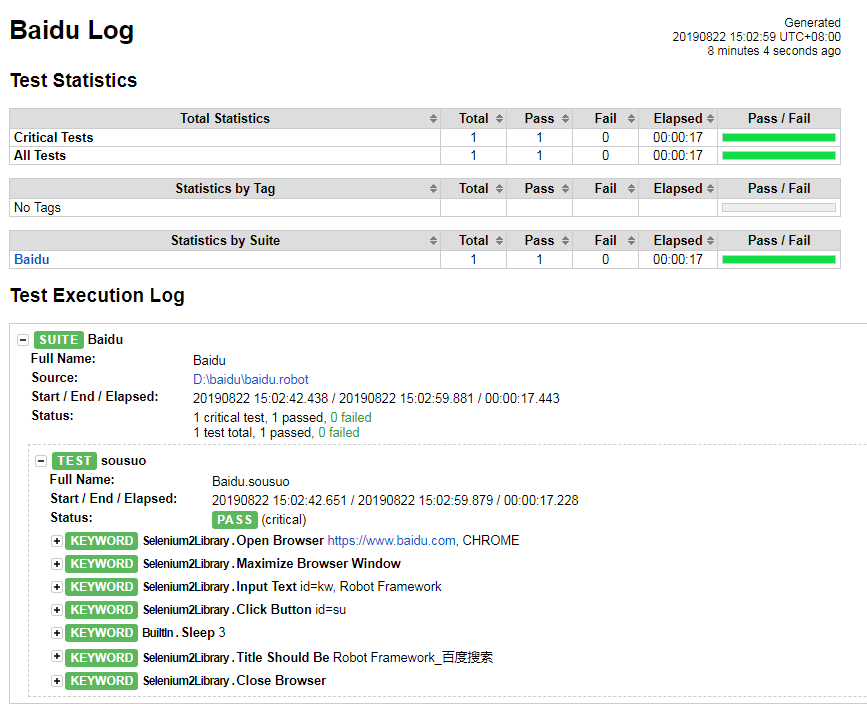 Baidu Log
Generated
20190822 15:02:59 UTC+08:00
8 minutes 4 seconds ago
Test Statistics
Total Statistics Total Pass Fail Elapsed Pass / Fail
Critical Tests 1 1 0 00:00:17
All Tests 1 1 0 00:00:17
Statistics by Tag Total Pass Fail Elapsed Pass / Fail
No Tags
Statistics by Suite Total Pass Fail Elapsed Pass / Fail
Baidu 1 1 0 00:00:17
Test Execution Log
SUITE Baidu
Full Name: Baidu
Source: D:\baidu\baidu.robot
Start / End / Elapsed: 20190822 15:02:42.438 / 20190822 15:02:59.881 / 00:00:17.443
Status: 1 critical test, 1 passed, 0 failed
1 test total, 1 passed, 0 failed
TEST sousuo
Full Name: Baidu.sousuo
Start / End / Elapsed: 20190822 15:02:42.651 / 20190822 15:02:59.879 / 00:00:17.228
Status: PASS (critical)
KEYWORD Selenium2Library . Open Browser https://www.baidu.com, CHROME
KEYWORD Selenium2Library . Maximize Browser Window
KEYWORD Selenium2Library . Input Text id=kw, Robot Framework
KEYWORD Selenium2Library . Click Button id=su
KEYWORD BuiltIn . Sleep 3
KEYWORD Selenium2Library . Title Should Be Robot Framework_百度搜索
KEYWORD Selenium2Library . Close Browser